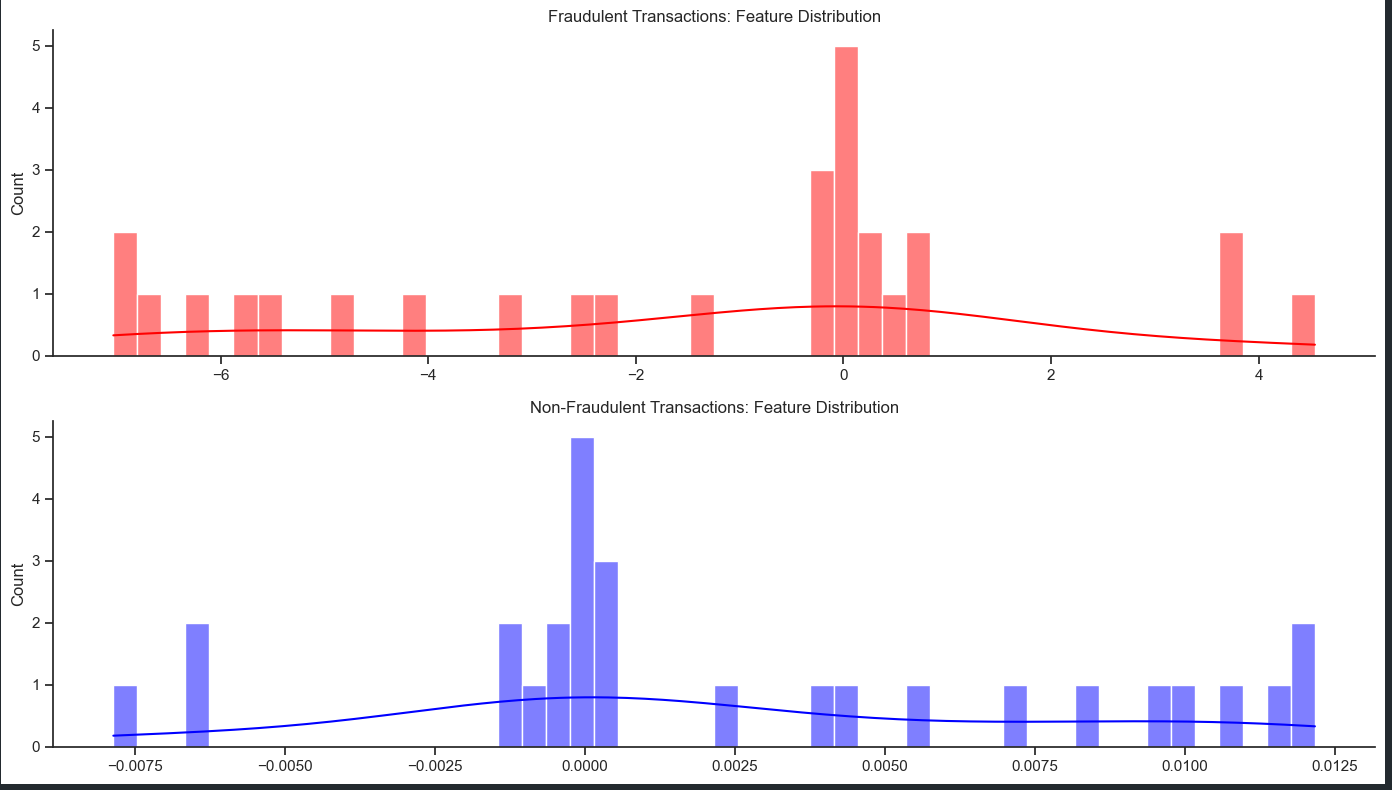 Fraudulent Transactions: Feature Distribution
5
4
3
2
1
0
Count
−6 −4 −2 0 2 4
Non-Fraudulent Transactions: Feature Distribution
5
4
3
2
1
0
Count
−0.0075 −0.0050 −0.0025 0.0000 0.0025 0.0050 0.0075 0.0100 0.0125